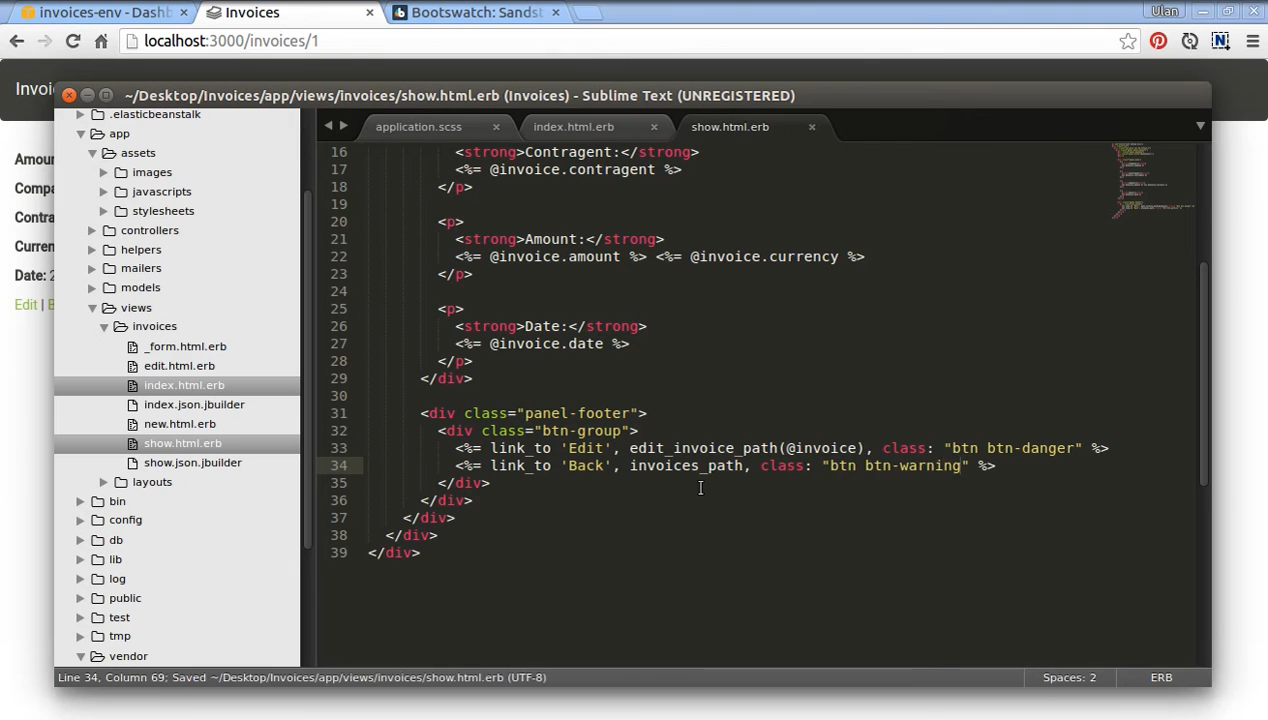 invoices-env - Dashb
Invoices
Bootswatch: Sandst
Ulan
localhost:3000/invoices/1
Invoic
~/Desktop/Invoices/app/views/invoices/show.html.erb (Invoices) - Sublime Text (UNREGISTERED)
Amoun
Compa
Contra
Curren
Date: 2
Edit | B
.elasticbeanstalk
app
assets
images
javascripts
stylesheets
controllers
helpers
mailers
models
views
invoices
_form.html.erb
edit.html.erb
index.html.erb
index.json.jbuilder
new.html.erb
show.html.erb
show.json.jbuilder
layouts
bin
config
db
lib
log
public
test
tmp
vendor
application.scss
index.html.erb
show.html.erb
16 <strong>Contragent:</strong>
17 <%= @invoice.contragent %>
18 </p>
19
20 <p>
21 <strong>Amount:</strong>
22 <%= @invoice.amount %> <%= @invoice.currency %>
23 </p>
24
25 <p>
26 <strong>Date:</strong>
27 <%= @invoice.date %>
28 </p>
29 </div>
30
31 <div class="panel-footer">
32 <div class="btn-group">
33 <%= link_to 'Edit', edit_invoice_path(@invoice), class: "btn btn-danger" %>
34 <%= link_to 'Back', invoices_path, class: "btn btn-warning" %>
35 </div>
36 </div>
37 </div>
38 </div>
39 </div>
Line 34, Column 69; Saved ~/Desktop/Invoices/app/views/invoices/show.html.erb (UTF-8)
Spaces: 2
ERB